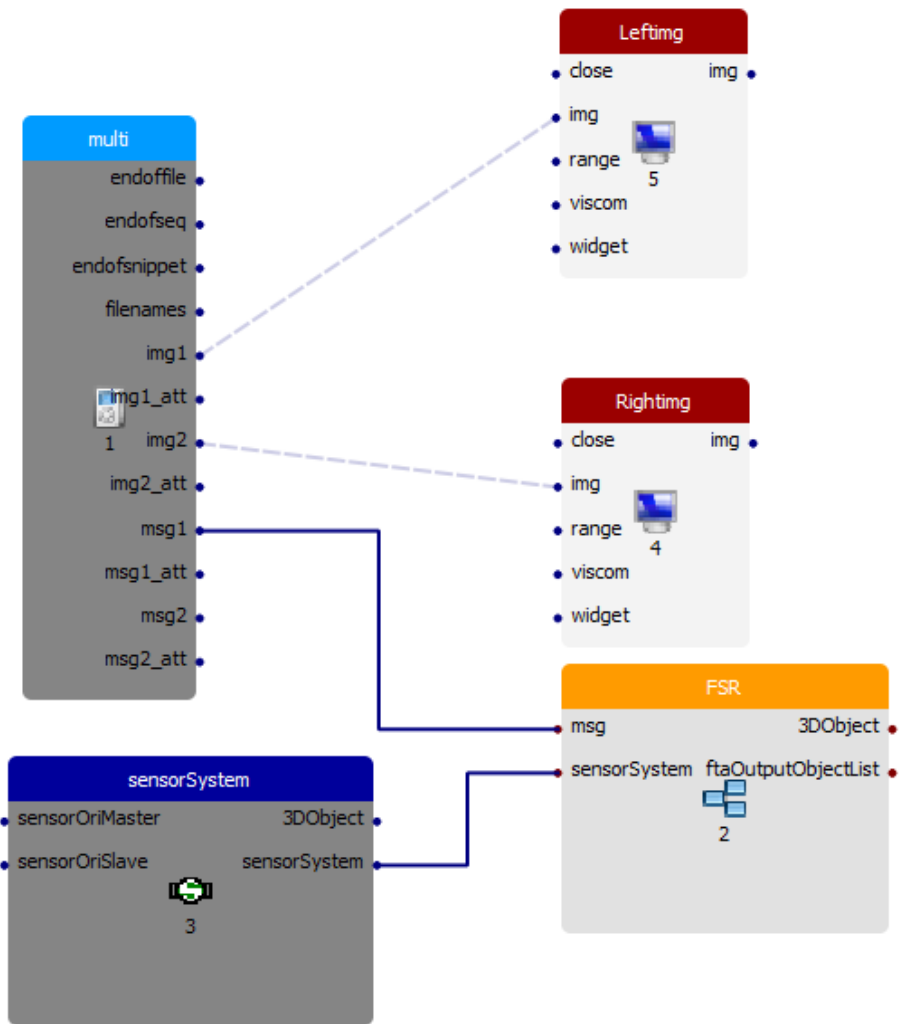 Leftimg
close img
img
range
5
viscom
widget
multi
endoffile
endofseq
endofsnippet
filenames
img1
img1_att
1 img2
img2_att
msg1
msg1_att
msg2
msg2_att
Rightimg
close img
img
range
4
viscom
widget
FSR
msg 3DObject
sensorSystem ftaOutputObjectList
2
sensorSystem
sensorOriMaster 3DObject
sensorOriSlave sensorSystem
3